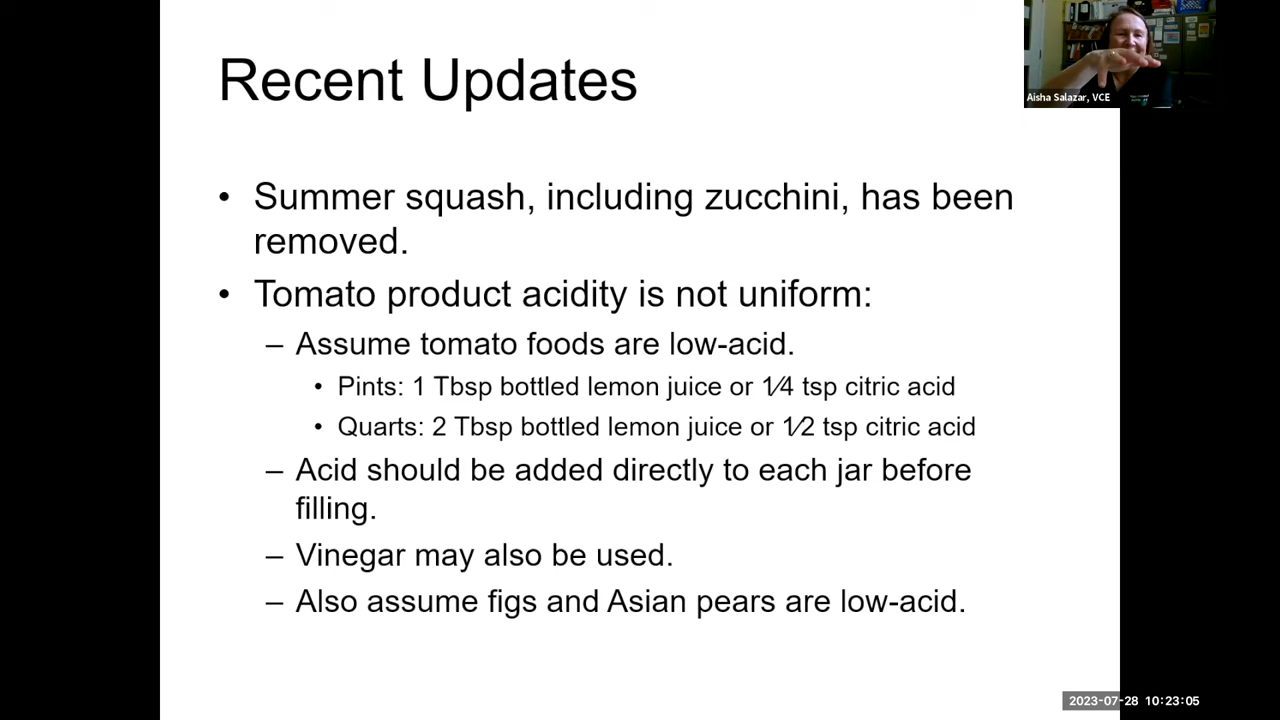 Recent Updates
Aisha Salazar, VCE
• Summer squash, including zucchini, has been
removed.
• Tomato product acidity is not uniform:
– Assume tomato foods are low-acid.
• Pints: 1 Tbsp bottled lemon juice or 1⁄4 tsp citric acid
• Quarts: 2 Tbsp bottled lemon juice or 1⁄2 tsp citric acid
– Acid should be added directly to each jar before
filling.
– Vinegar may also be used.
– Also assume figs and Asian pears are low-acid.
2023-07-28 10:23:05